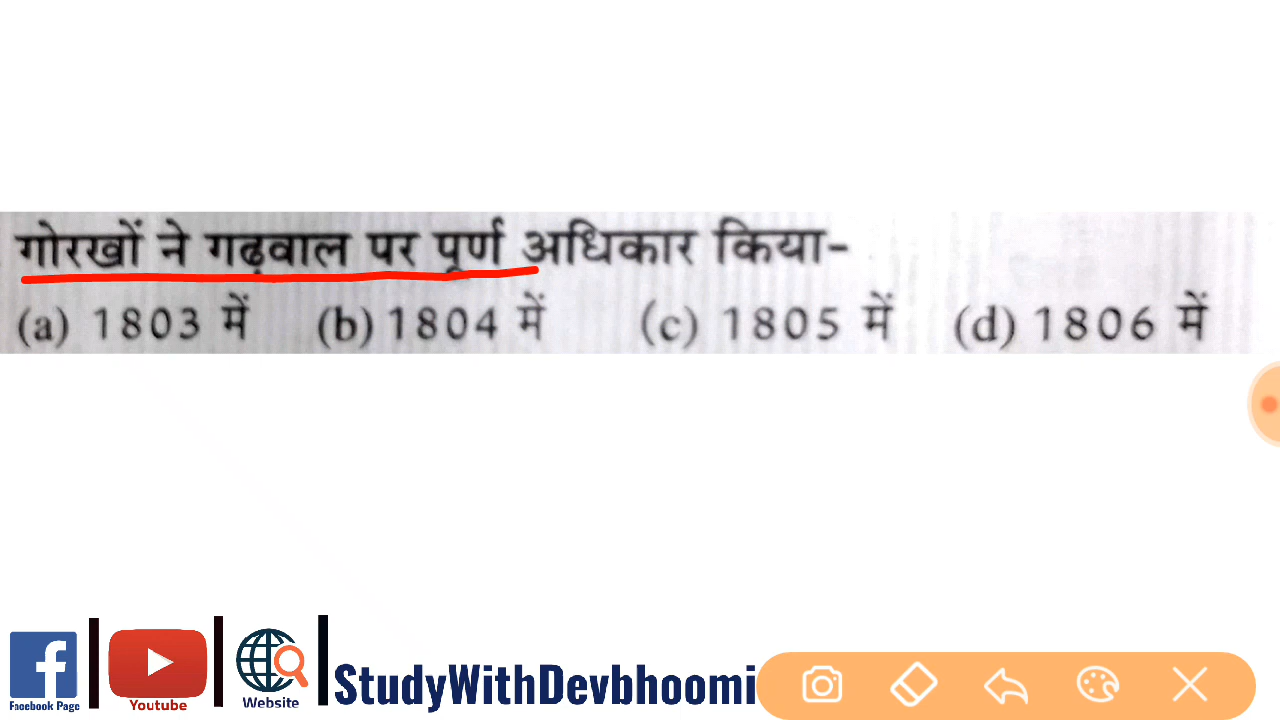 गोरखों ने गढ़वाल पर पूर्ण अधिकार किया-
(a) 1803 में (b) 1804 में (c) 1805 में (d) 1806 में
Facebook Page Youtube Website StudyWithDevbhoomi